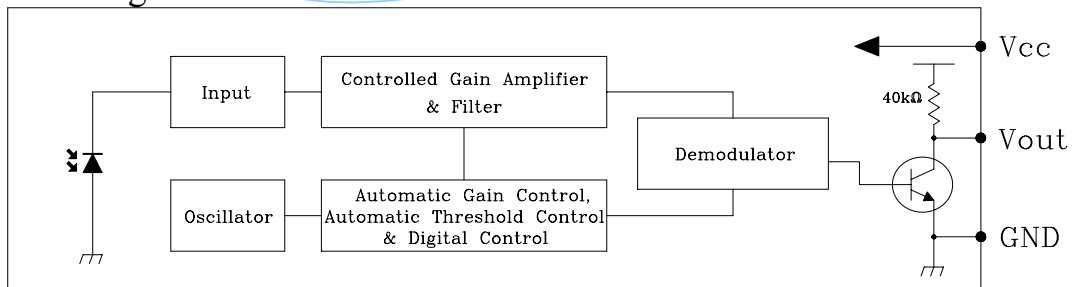 Vcc
Input
Controlled Gain Amplifier
& Filter
40kΩ
Vout
Demodulator
Oscillator
Automatic Gain Control,
Automatic Threshold Control
& Digital Control
GND